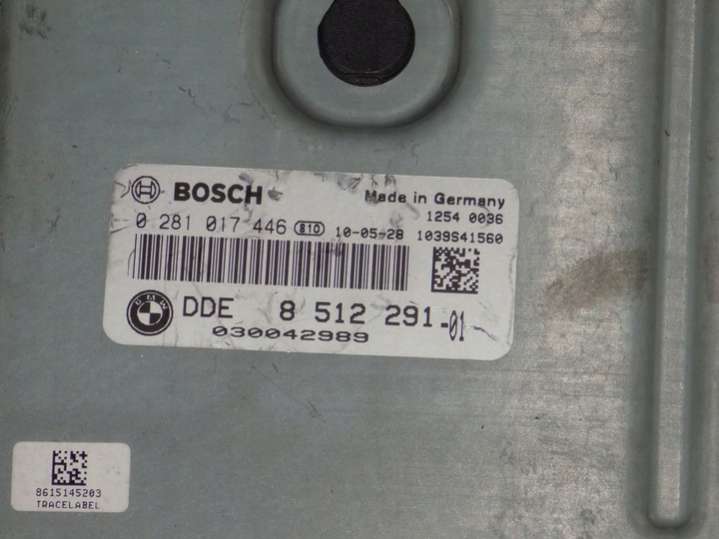 BOSCH
Made in Germany
1254 0036
0 281 017 446 810 10-05-28 1039S41560
BMW
DDE 8 512 291-01
030042989
8615145203
TRACELABEL